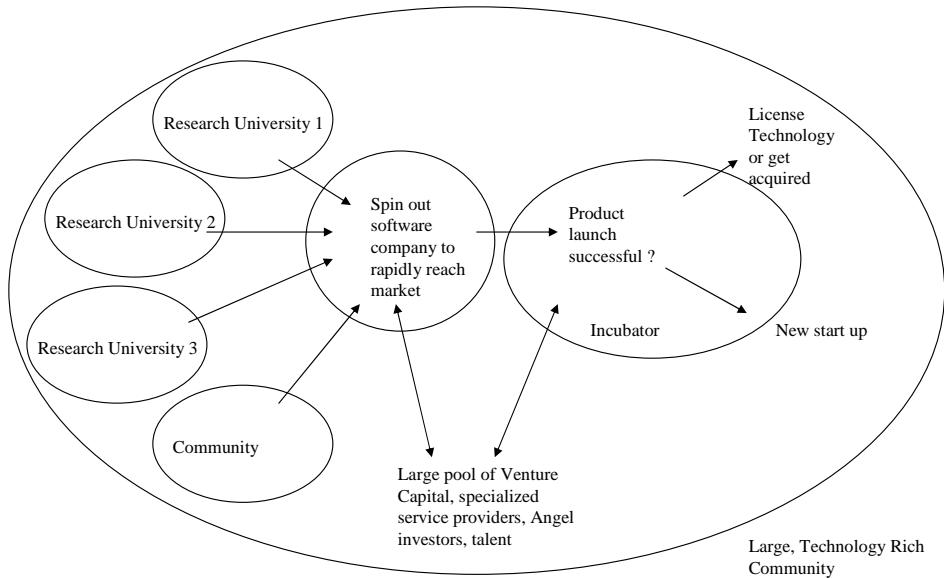 Research University 1
Research University 2
Research University 3
Community
Spin out
software
company to
rapidly reach
market
Product
launch
successful ?
Incubator
License
Technology
or get
acquired
New start up
Large pool of Venture
Capital, specialized
service providers, Angel
investors, talent
Large, Technology Rich
Community